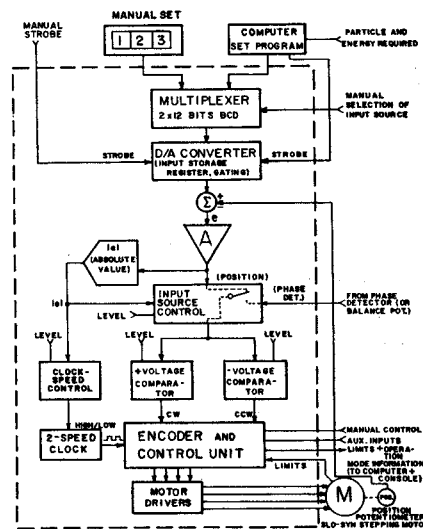 MANUAL SET
MANUAL
STROBE
1 2 3
COMPUTER
SET PROGRAM
PARTICLE AND
ENERGY REQUIRED
MULTIPLEXER
2x12 BITS BCD
MANUAL
SELECTION OF
INPUT SOURCE
STROBE
D/A CONVERTER
(INPUT STORAGE
REGISTER, GATING)
STROBE
Σ
+
−
e
A
|e|
(ABSOLUTE
VALUE)
(POSITION)
(PHASE
DET.)
|e|
INPUT
SOURCE
CONTROL
LEVEL
FROM PHASE
DETECTOR (OR
BALANCE POT.)
LEVEL
LEVEL
LEVEL
CLOCK-
SPEED
CONTROL
+VOLTAGE
COMPARA-
TOR
-VOLTAGE
COMPARA-
TOR
HIGH/LOW
CW
CCW
2-SPEED
CLOCK
ENCODER AND
CONTROL UNIT
MANUAL CONTROL
AUX. INPUTS
LIMITS + OPERATION
MODE INFORMATION
(TO COMPUTER +
CONSOLE)
LIMITS
MOTOR
DRIVERS
M
POS.
POSITION
POTENTIOMETER
SLO-SYN STEPPING MOTOR